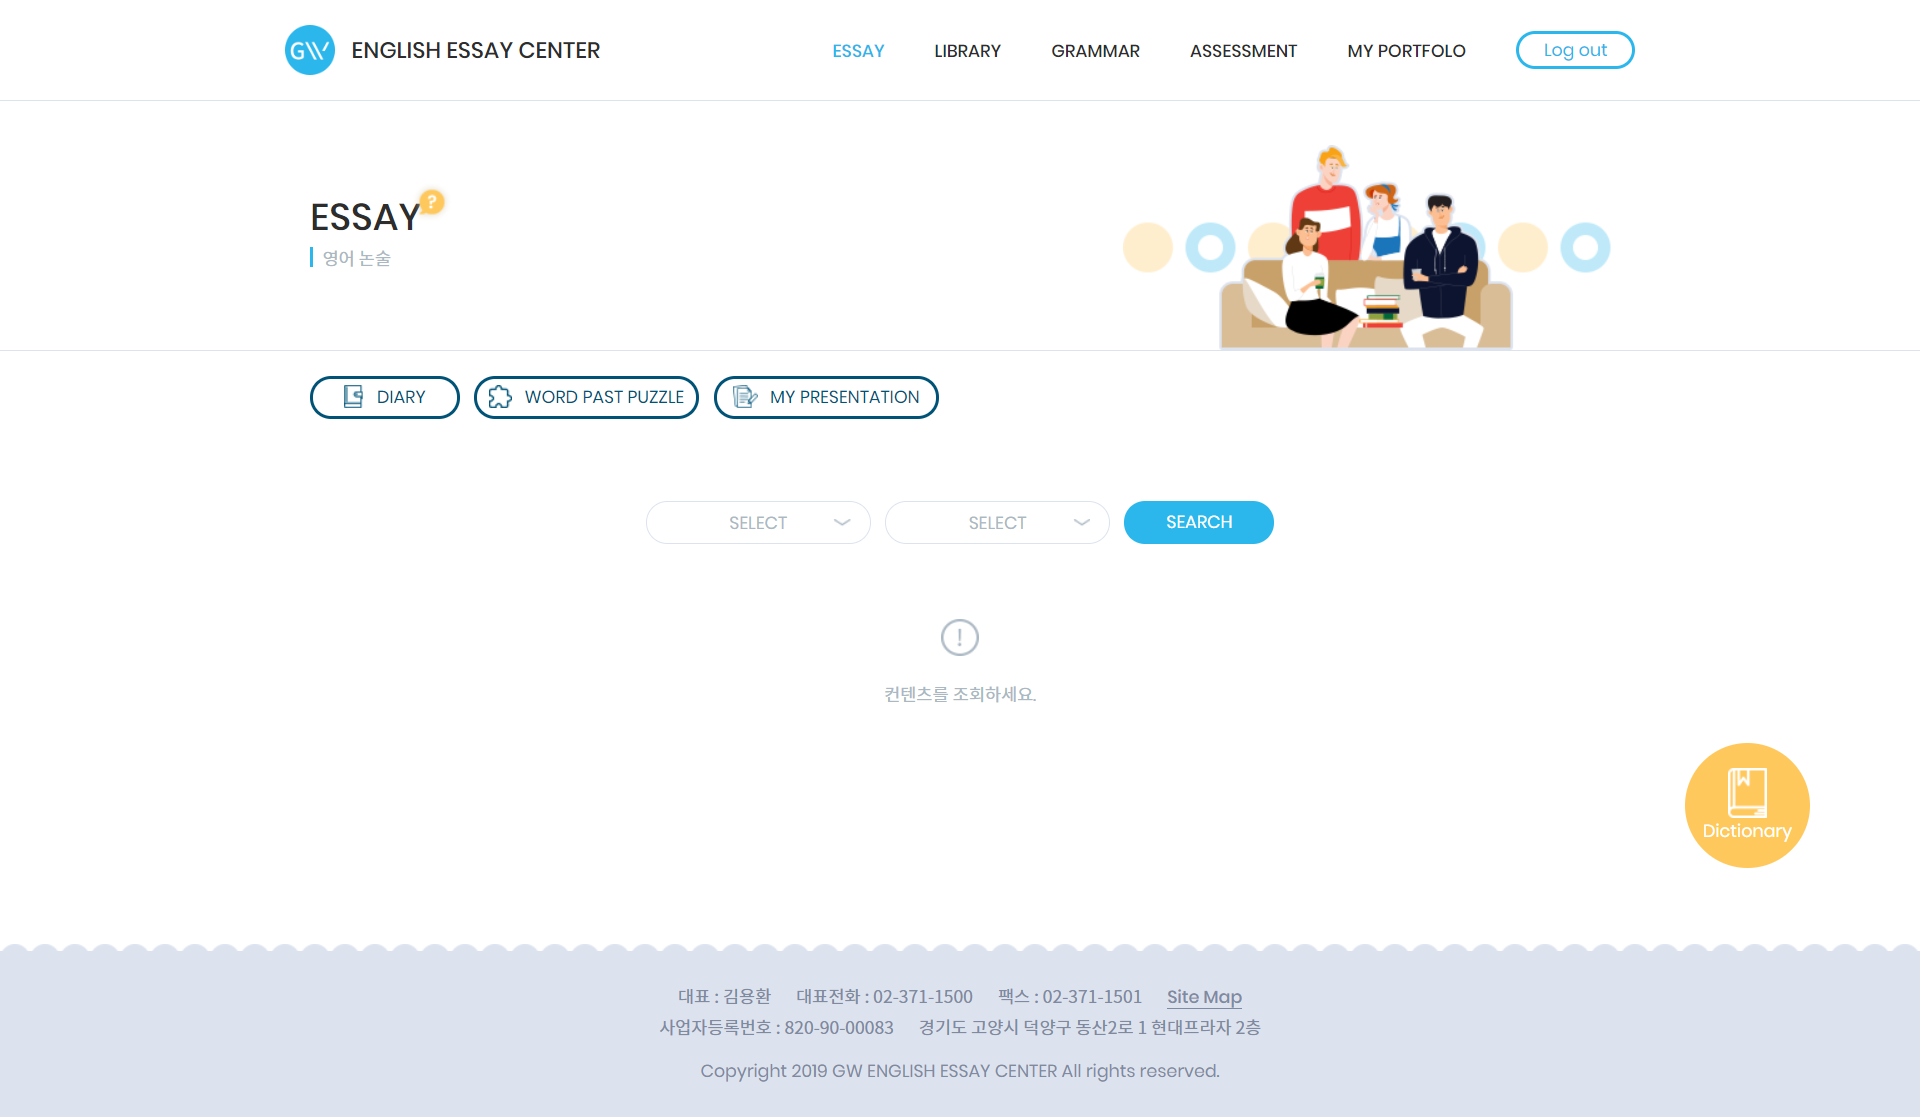 GW ENGLISH ESSAY CENTER
ESSAY LIBRARY GRAMMAR ASSESSMENT MY PORTFOLO Log out
ESSAY ?
영어 논술
DIARY WORD PAST PUZZLE MY PRESENTATION
SELECT SELECT SEARCH
컨텐츠를 조회하세요.
Dictionary
대표 : 김용환 대표전화 : 02-371-1500 팩스 : 02-371-1501 Site Map
사업자등록번호 : 820-90-00083 경기도 고양시 덕양구 동산2로 1 현대프라자 2층
Copyright 2019 GW ENGLISH ESSAY CENTER All rights reserved.